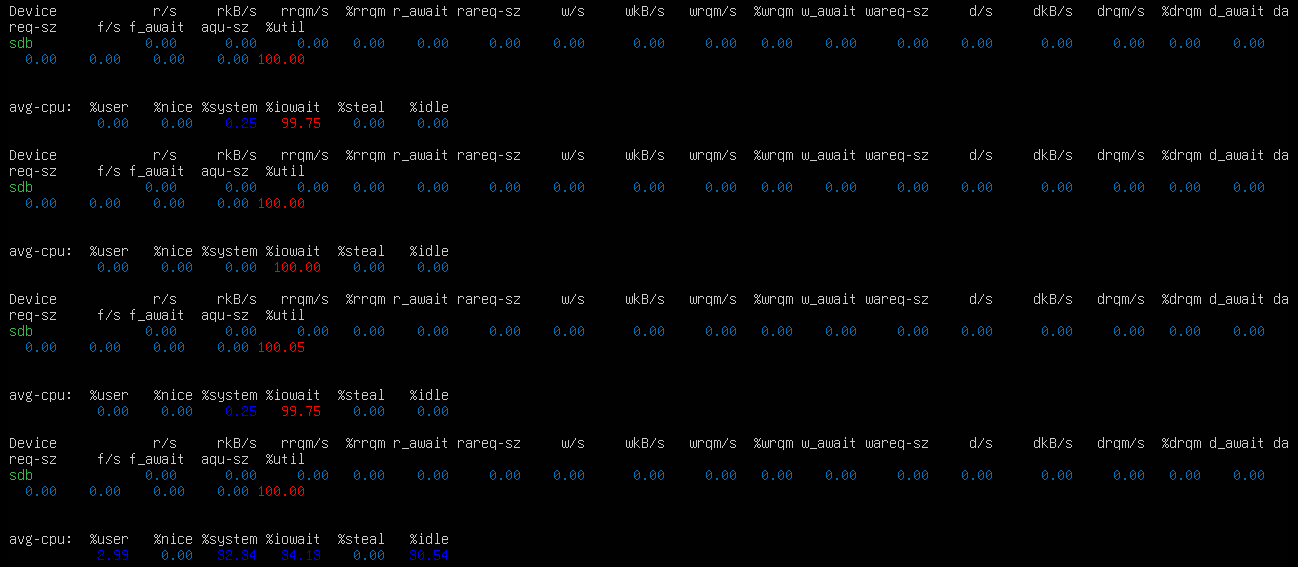 Device r/s rkB/s rrqm/s %rrqm r_await rareq-sz w/s wkB/s wrqm/s %wrqm w_await wareq-sz d/s dkB/s drqm/s %drqm d_await da
req-sz f/s f_await aqu-sz %util
sdb 0.00 0.00 0.00 0.00 0.00 0.00 0.00 0.00 0.00 0.00 0.00 0.00 0.00 0.00 0.00 0.00 0.00
0.00 0.00 0.00 0.00 100.00
avg-cpu: %user %nice %system %iowait %steal %idle
0.00 0.00 0.25 99.75 0.00 0.00
Device r/s rkB/s rrqm/s %rrqm r_await rareq-sz w/s wkB/s wrqm/s %wrqm w_await wareq-sz d/s dkB/s drqm/s %drqm d_await da
req-sz f/s f_await aqu-sz %util
sdb 0.00 0.00 0.00 0.00 0.00 0.00 0.00 0.00 0.00 0.00 0.00 0.00 0.00 0.00 0.00 0.00 0.00
0.00 0.00 0.00 0.00 100.00
avg-cpu: %user %nice %system %iowait %steal %idle
0.00 0.00 0.00 100.00 0.00 0.00
Device r/s rkB/s rrqm/s %rrqm r_await rareq-sz w/s wkB/s wrqm/s %wrqm w_await wareq-sz d/s dkB/s drqm/s %drqm d_await da
req-sz f/s f_await aqu-sz %util
sdb 0.00 0.00 0.00 0.00 0.00 0.00 0.00 0.00 0.00 0.00 0.00 0.00 0.00 0.00 0.00 0.00 0.00
0.00 0.00 0.00 0.00 100.05
avg-cpu: %user %nice %system %iowait %steal %idle
0.00 0.00 0.25 99.75 0.00 0.00
Device r/s rkB/s rrqm/s %rrqm r_await rareq-sz w/s wkB/s wrqm/s %wrqm w_await wareq-sz d/s dkB/s drqm/s %drqm d_await da
req-sz f/s f_await aqu-sz %util
sdb 0.00 0.00 0.00 0.00 0.00 0.00 0.00 0.00 0.00 0.00 0.00 0.00 0.00 0.00 0.00 0.00 0.00
0.00 0.00 0.00 0.00 100.00
avg-cpu: %user %nice %system %iowait %steal %idle
2.99 0.00 0.00